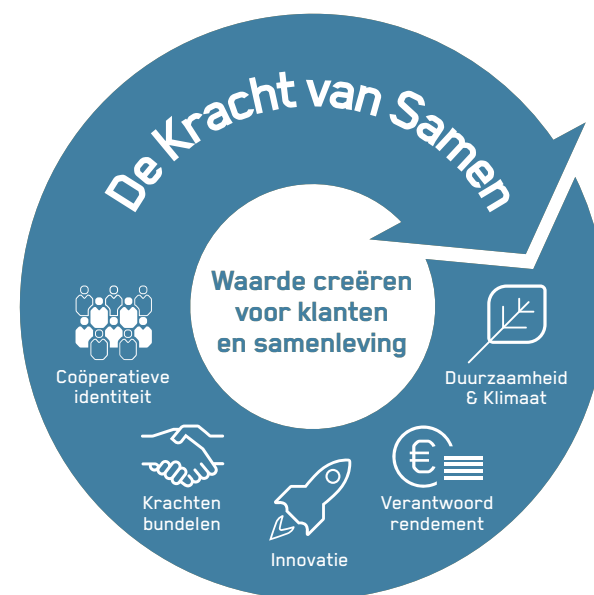 De Kracht van Samen
Waarde creëren
voor klanten
en samenleving
Coöperatieve
identiteit
Krachten
bundelen
Innovatie
Verantwoord
rendement
Duurzaamheid
& Klimaat